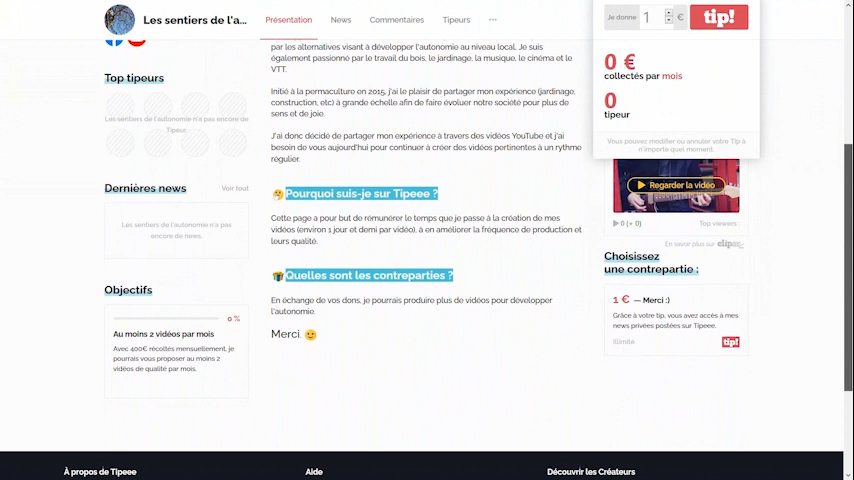 Les sentiers de l'a...
Présentation
News
Commentaires
Tipeurs
Je donne
1
€
tip!
0 €
collectés par mois
0
tipeur
Vous pouvez modifier ou annuler votre Tip à
n'importe quel moment.
Top tipeurs
Les sentiers de l'autonomie n'a pas encore de
Tipeur.
Dernières news
Voir tout
Les sentiers de l'autonomie n'a pas
encore de news.
Objectifs
0 %
Au moins 2 vidéos par mois
Avec 400€ récoltés mensuellement, je
pourrais vous proposer au moins 2
vidéos de qualité par mois.
par les alternatives visant à développer l'autonomie au niveau local. Je suis
également passionné par le travail du bois, le jardinage, la musique, le cinéma et le
VTT.
Initié à la permaculture en 2015, j'ai le plaisir de partager mon expérience (jardinage,
construction, etc) à grande échelle afin de faire évoluer notre société pour plus de
sens et de joie.
J'ai donc décidé de partager mon expérience à travers des vidéos YouTube et j'ai
besoin de vous aujourd'hui pour continuer à créer des vidéos pertinentes à un rythme
régulier.
🤔Pourquoi suis-je sur Tipeee ?
Cette page a pour but de rémunérer le temps que je passe à la création de mes
vidéos (environ 1 jour et demi par vidéo), à en améliorer la fréquence de production et
leurs qualité.
🎁Quelles sont les contreparties ?
En échange de vos dons, je pourrais produire plus de vidéos pour développer
l'autonomie.
Merci. 🙂
Regarder la vidéo
0 (+ 0)
Top viewers
En savoir plus sur clipeee
Choisissez
une contrepartie :
1 € — Merci :)
Grâce à votre tip, vous avez accès à mes
news privées postées sur Tipeee.
Illimité
tip!
À propos de Tipeee
Aide
Découvrir les Créateurs